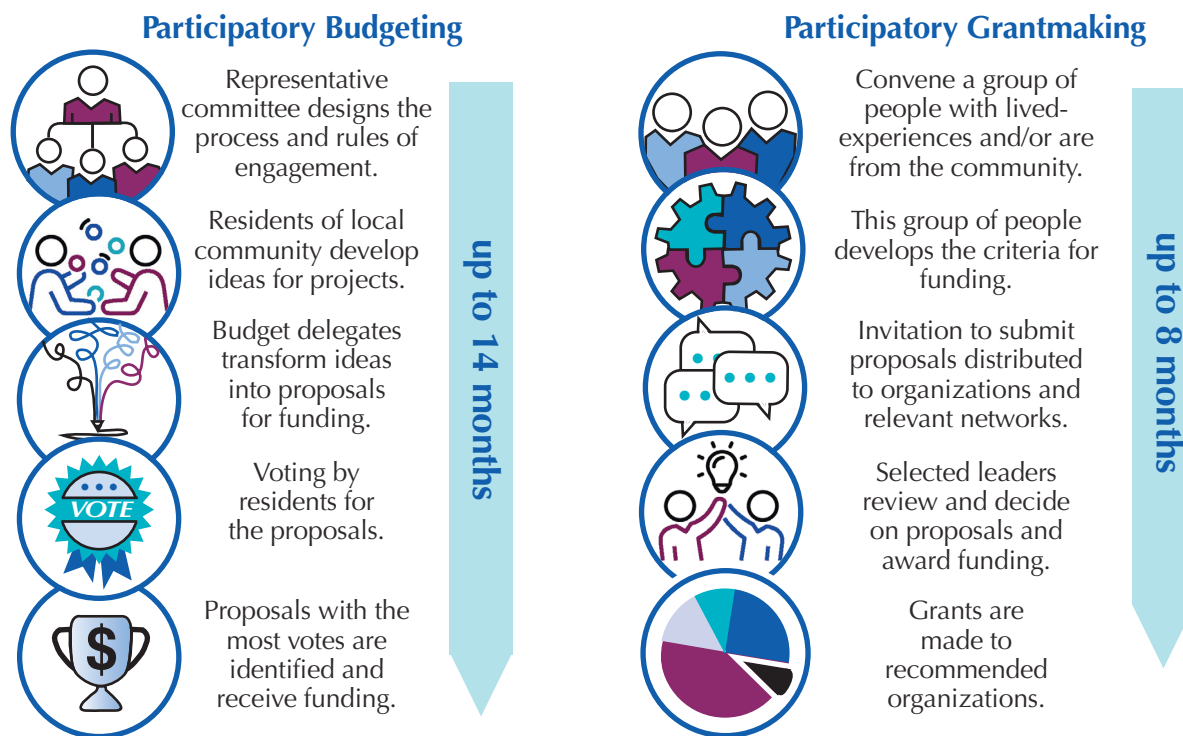 Participatory Budgeting
Representative
committee designs the
process and rules of
engagement.
Residents of local
community develop
ideas for projects.
Budget delegates
transform ideas
into proposals
for funding.
VOTE
Voting by
residents for
the proposals.
$
Proposals with the
most votes are
identified and
receive funding.
up to 14 months
Participatory Grantmaking
Convene a group of
people with lived-
experiences and/or are
from the community.
This group of people
develops the criteria for
funding.
Invitation to submit
proposals distributed
to organizations and
relevant networks.
Selected leaders
review and decide
on proposals and
award funding.
Grants are
made to
recommended
organizations.
up to 8 months